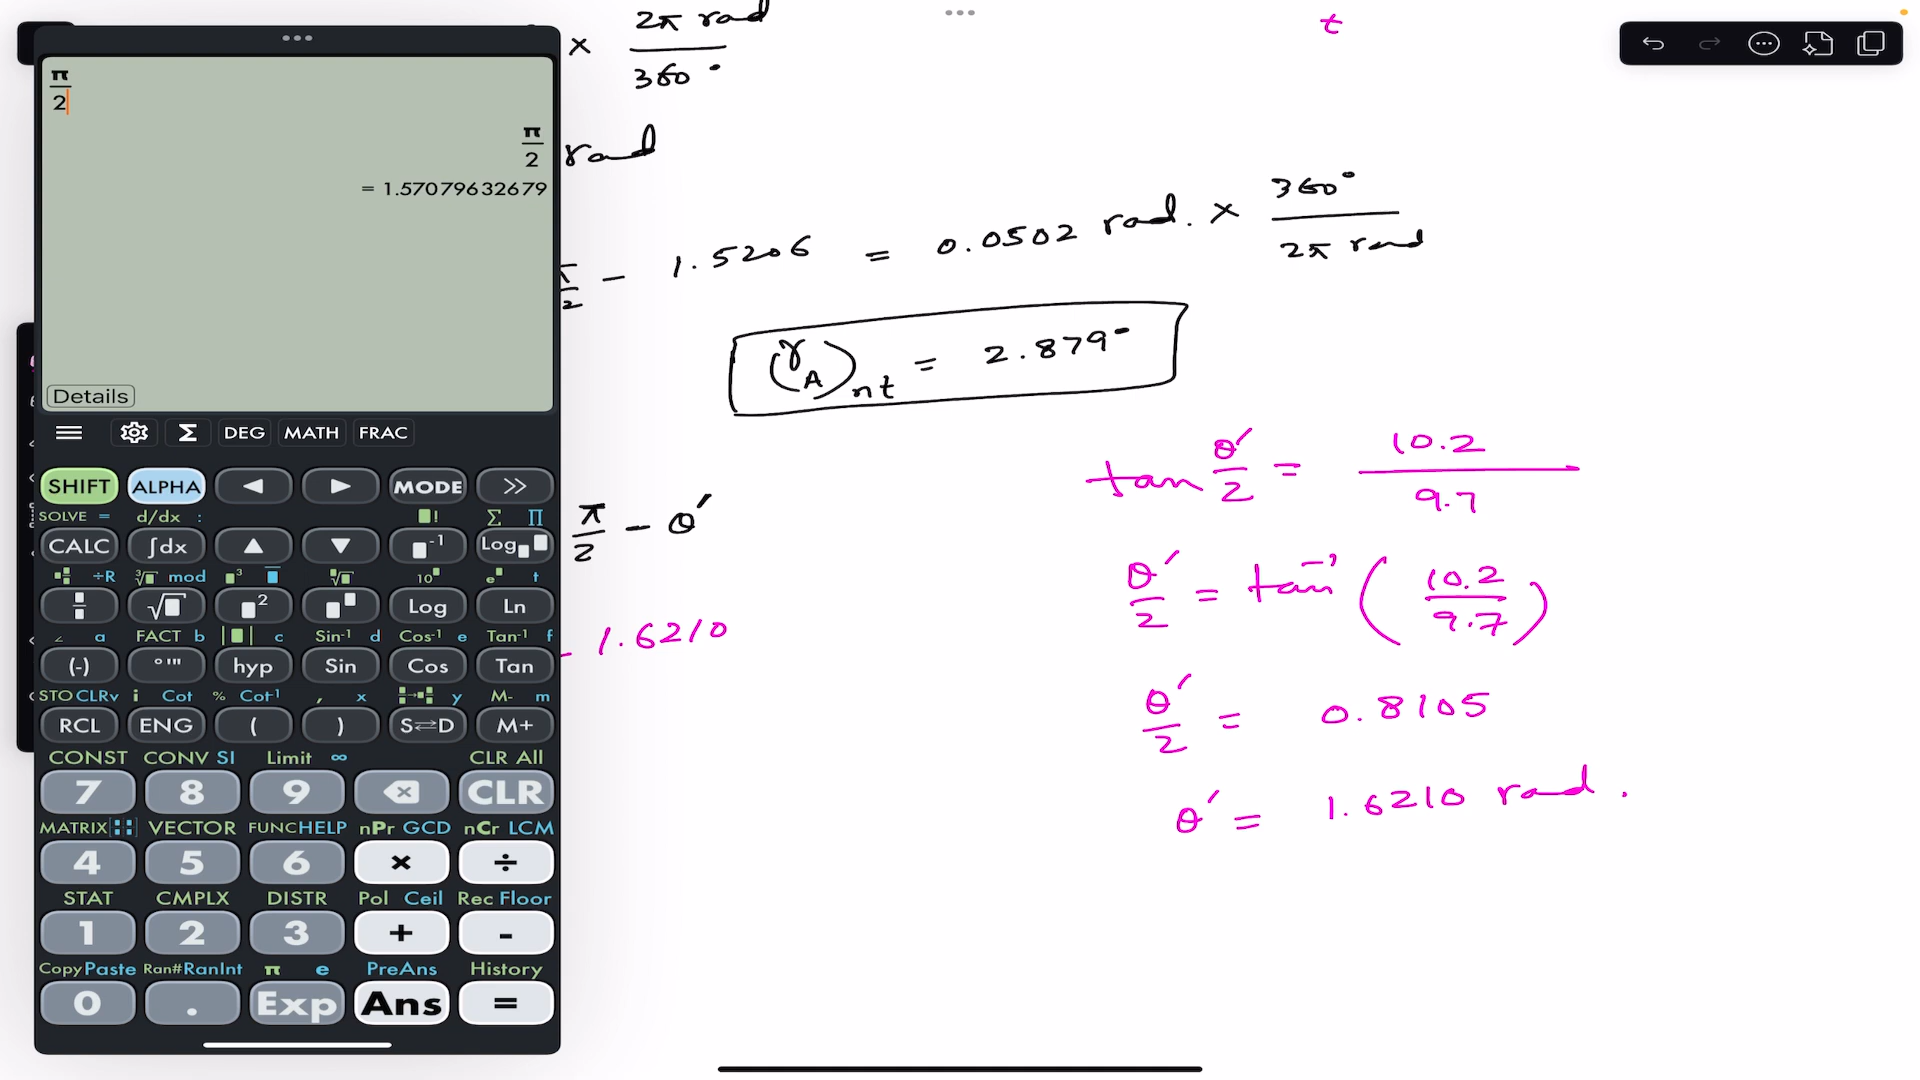 π
2
π
2
= 1.57079632679
Details
DEG MATH FRAC
SHIFT ALPHA ◀ ▶ MODE >>
SOLVE = d/dx : ! Σ Π
CALC ∫dx ▲ ▼ -1 Log
÷R mod 3 10 e t
2 √ Log Ln
∠ a FACT b | | c Sin-1 d Cos-1 e Tan-1 f
(-) ° ' " hyp Sin Cos Tan
STO CLRv i Cot % Cot-1 , x y M- m
RCL ENG ( ) S⇌D M+
CONST CONV SI Limit ∞ CLR All
7 8 9 CLR
MATRIX VECTOR FUNC HELP nPr GCD nCr LCM
4 5 6 × ÷
STAT CMPLX DISTR Pol Ceil Rec Floor
1 2 3 + -
Copy Paste Ran# RanInt π e PreAns History
0 . Exp Ans =
× 2π rad / 360°
t
rad
π/2 - 1.5206 = 0.0502 rad. × 360° / 2π rad
(γA)nt = 2.879°
π/2 - θ'
- 1.6210
tan θ'/2 = 10.2 / 9.7
θ'/2 = tan-1 (10.2 / 9.7)
θ'/2 = 0.8105
θ' = 1.6210 rad.